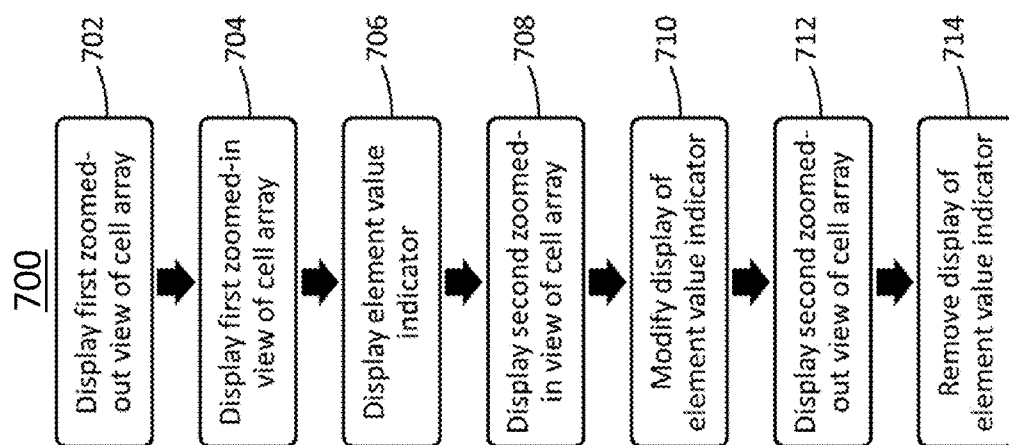 700
Display first zoomed-
out view of cell array
702
Display first zoomed-in
view of cell array
704
Display element value
indicator
706
Display second zoomed-
in view of cell array
708
Modify display of
element value indicator
710
Display second zoomed-
out view of cell array
712
Remove display of
element value indicator
714